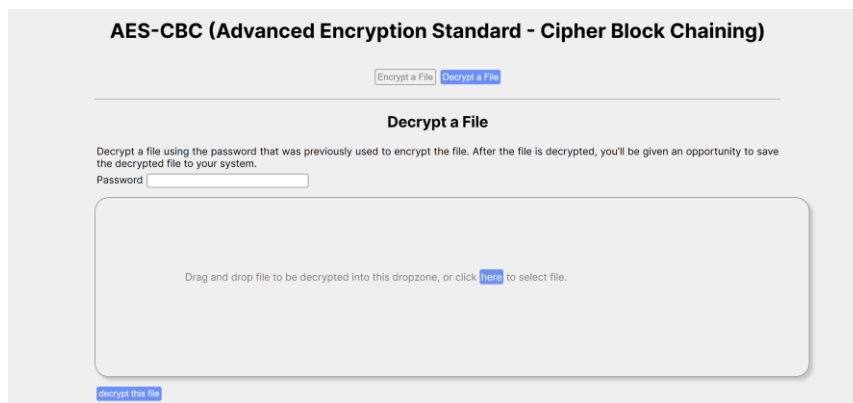 AES-CBC (Advanced Encryption Standard - Cipher Block Chaining)
Encrypt a File Decrypt a File
Decrypt a File
Decrypt a file using the password that was previously used to encrypt the file. After the file is decrypted, you'll be given an opportunity to save
the decrypted file to your system.
Password
Drag and drop file to be decrypted into this dropzone, or click here to select file.
decrypt this file